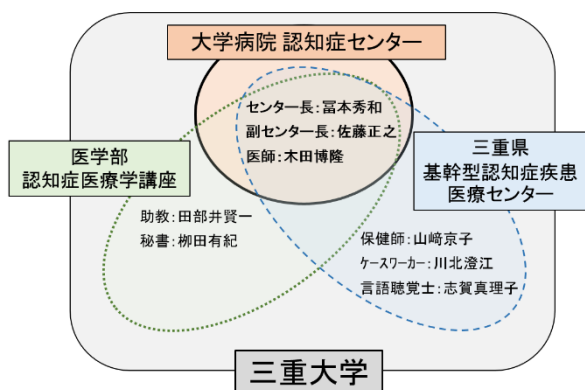 大学病院 認知症センター
センター長：冨本秀和
副センター長：佐藤正之
医師：木田博隆
医学部
認知症医療学講座
三重県
基幹型認知症疾患
医療センター
助教：田部井賢一
秘書：栁田有紀
保健師：山﨑京子
ケースワーカー：川北澄江
言語聴覚士：志賀真理子
三重大学